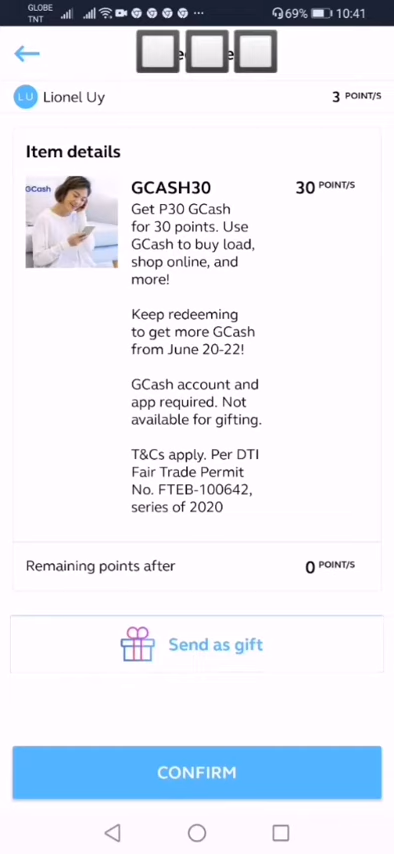 GLOBE
TNT
69% 10:41
LU Lionel Uy 3 POINT/S
Item details
GCash
GCASH30 30 POINT/S
Get P30 GCash
for 30 points. Use
GCash to buy load,
shop online, and
more!
Keep redeeming
to get more GCash
from June 20-22!
GCash account and
app required. Not
available for gifting.
T&Cs apply. Per DTI
Fair Trade Permit
No. FTEB-100642,
series of 2020
Remaining points after 0 POINT/S
Send as gift
CONFIRM